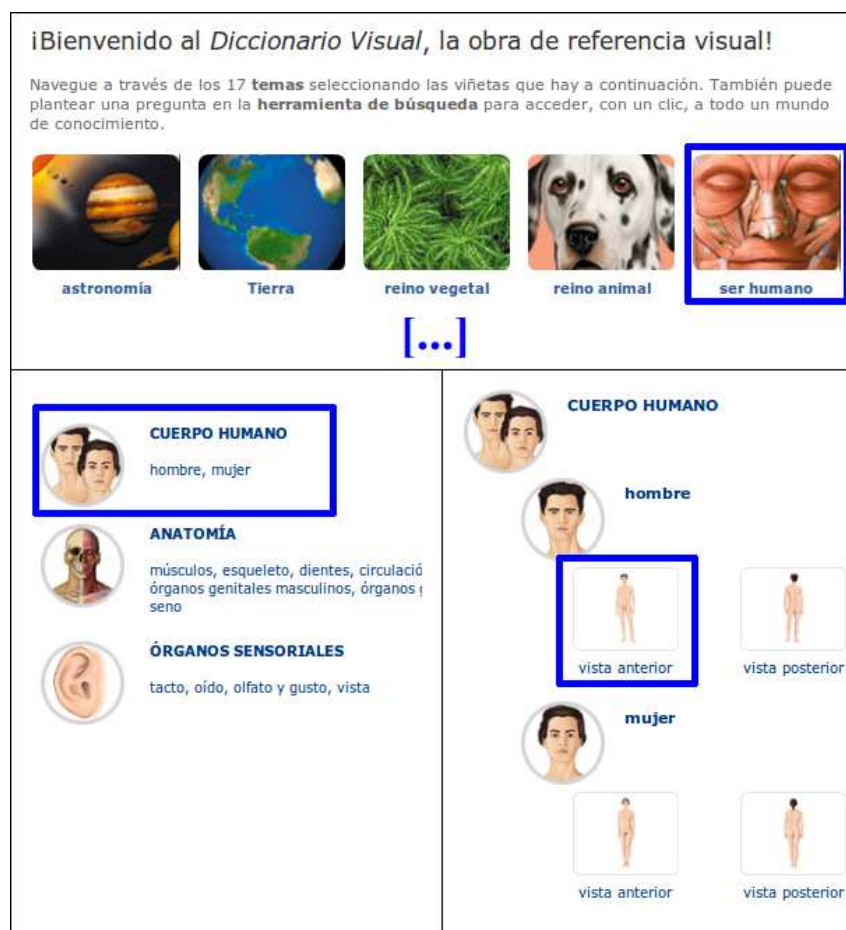 ¡Bienvenido al Diccionario Visual, la obra de referencia visual!
Navegue a través de los 17 temas seleccionando las viñetas que hay a continuación. También puede
plantear una pregunta en la herramienta de búsqueda para acceder, con un clic, a todo un mundo
de conocimiento.
astronomía
Tierra
reino vegetal
reino animal
ser humano
[...]
CUERPO HUMANO
hombre, mujer
ANATOMÍA
músculos, esqueleto, dientes,
órganos genitales masculinos, órganos
seno
ÓRGANOS SENSORIALES
tacto, oído, olfato y gusto, vista
CUERPO HUMANO
hombre
vista anterior
vista posterior
mujer
vista anterior
vista posterior